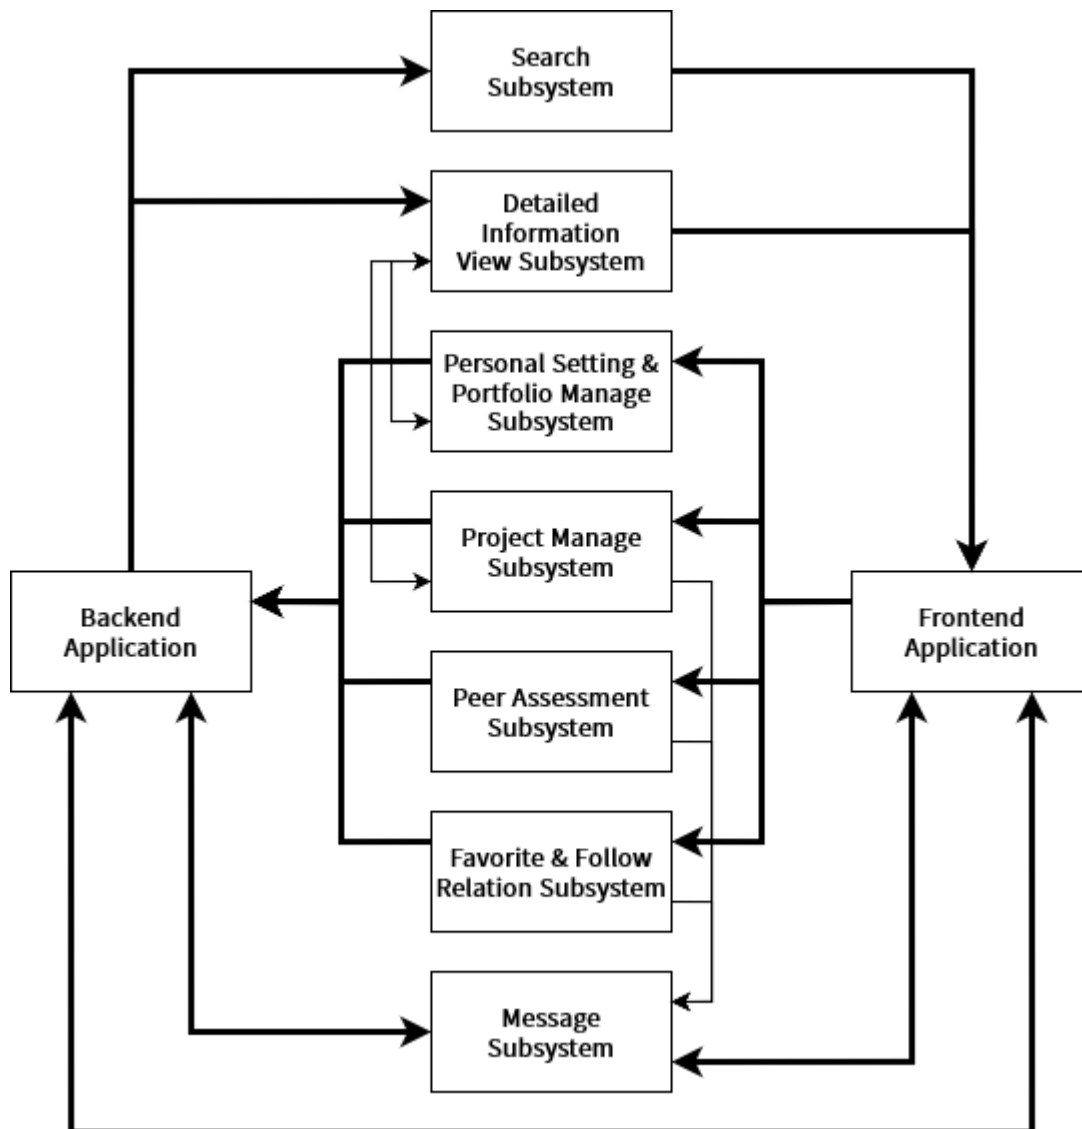 Search
Subsystem
Detailed
Information
View Subsystem
Personal Setting &
Portfolio Manage
Subsystem
Project Manage
Subsystem
Backend
Application
Frontend
Application
Peer Assessment
Subsystem
Favorite & Follow
Relation Subsystem
Message
Subsystem